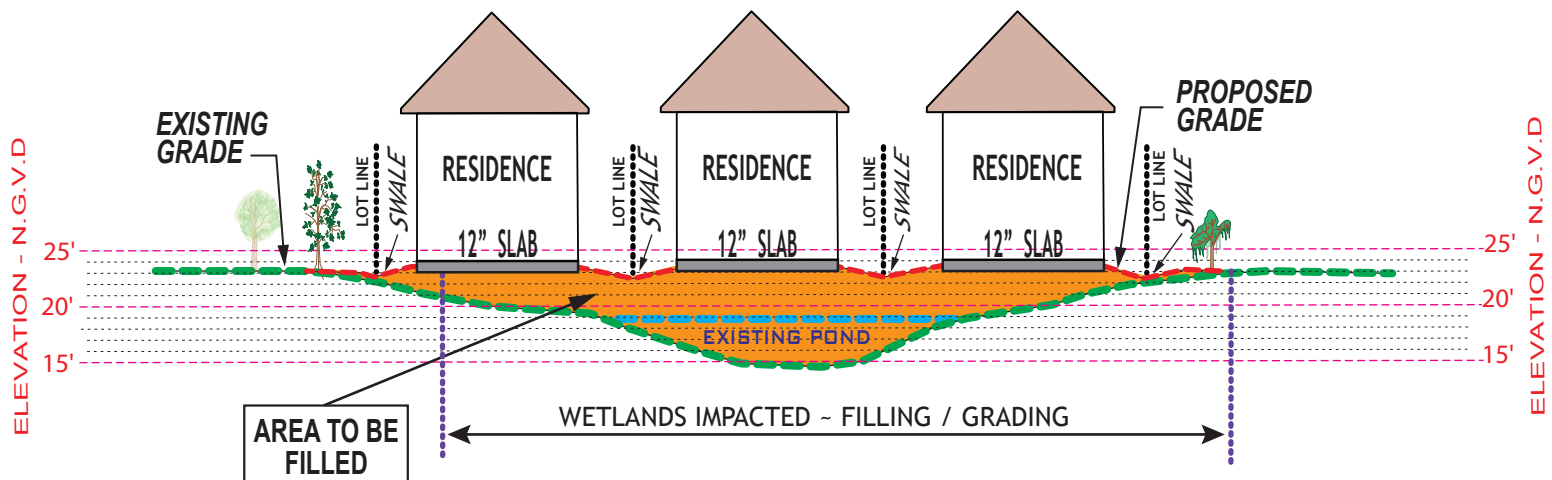 EXISTING
GRADE
PROPOSED
GRADE
LOT LINE
SWALE
RESIDENCE
12” SLAB
LOT LINE
SWALE
RESIDENCE
12” SLAB
LOT LINE
SWALE
RESIDENCE
12” SLAB
LOT LINE
SWALE
ELEVATION - N.G.V.D
25'
20'
15'
25'
20'
15'
ELEVATION - N.G.V.D
EXISTING POND
WETLANDS IMPACTED ~ FILLING / GRADING
AREA TO BE
FILLED